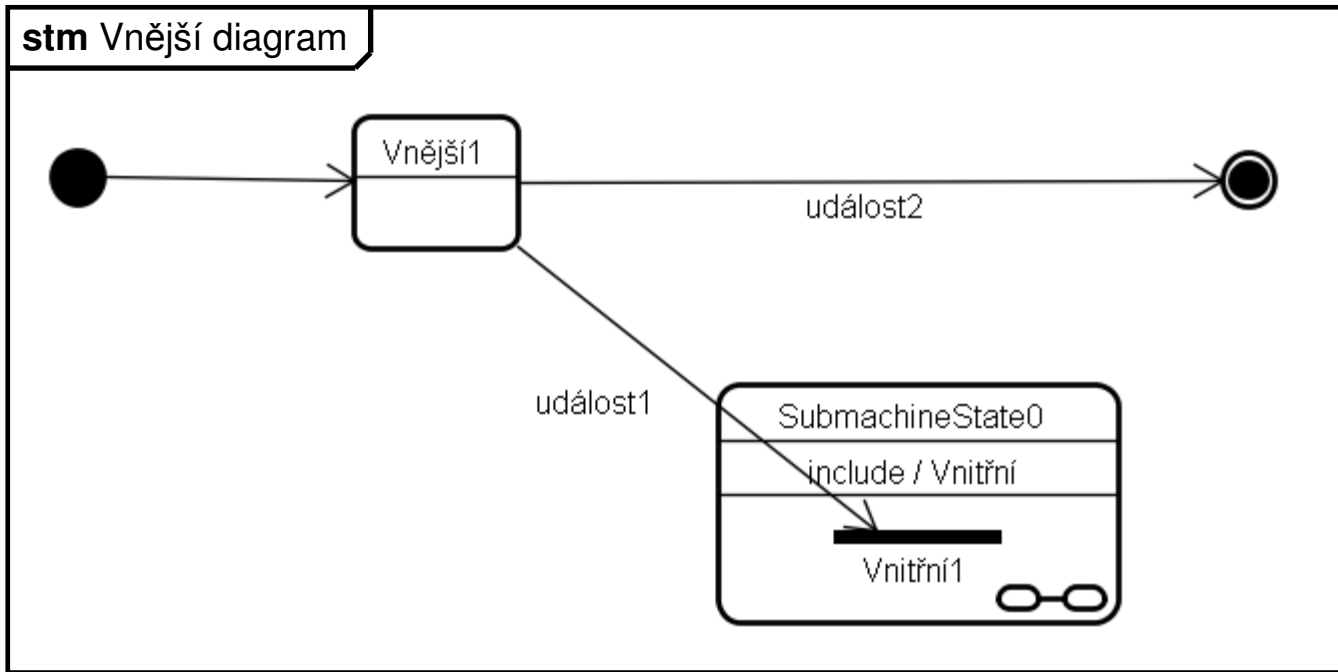 stm Vnější diagram
Vnější1
událost2
událost1
SubmachineState0
include / Vnitřní
Vnitřní1